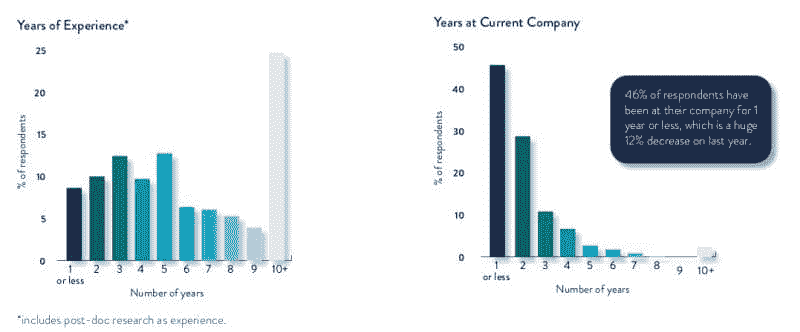 Years of Experience*
25
20
15
10
5
0
% of respondents
1
or less
2
3
4
5
6
7
8
9
10+
Number of years
*includes post-doc research as experience.
Years at Current Company
50
40
30
20
10
0
% of respondents
1
or less
2
3
4
5
6
7
8
9
10+
Number of years
46% of respondents have
been at their company for 1
year or less, which is a huge
12% decrease on last year.